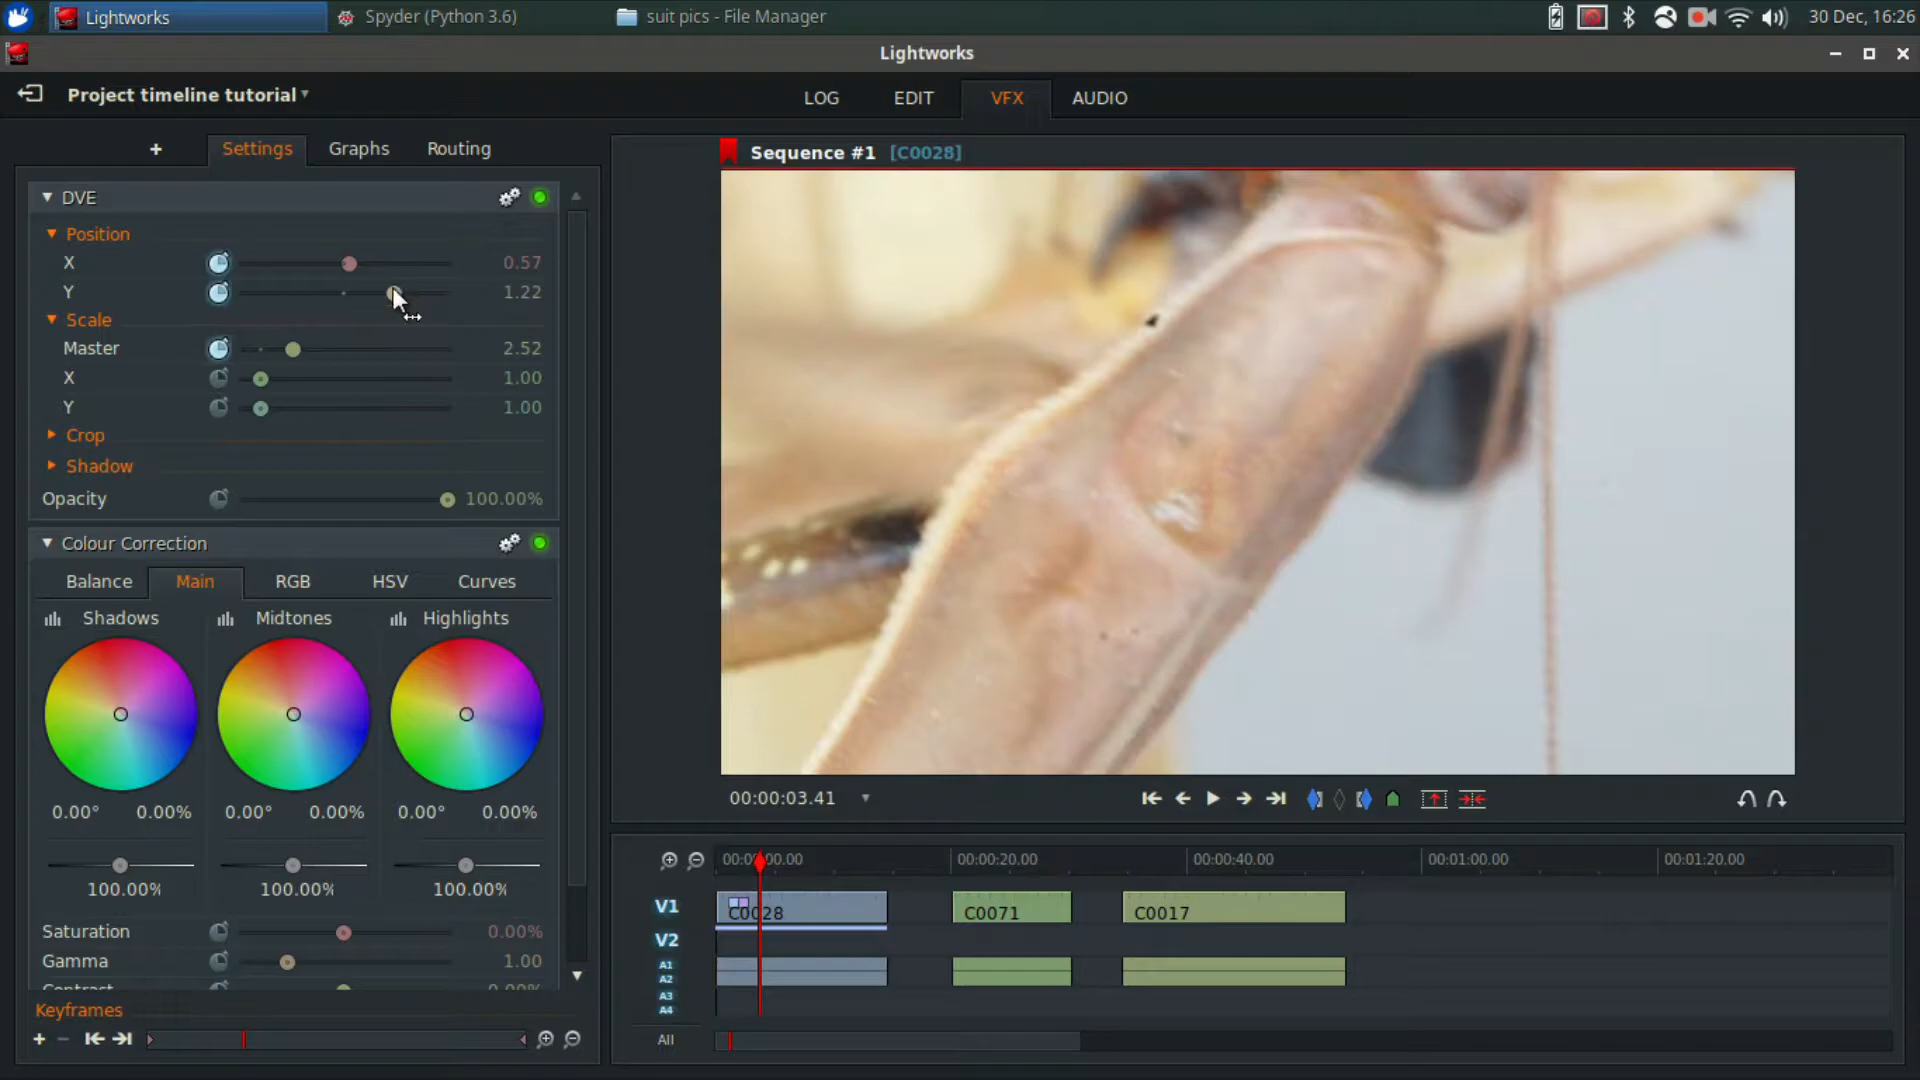 Lightworks
Spyder (Python 3.6)
suit pics - File Manager
30 Dec, 16:26
Lightworks
Project timeline tutorial
LOG
EDIT
VFX
AUDIO
+
Settings
Graphs
Routing
Sequence #1 [C0028]
DVE
Position
X
0.57
Y
1.22
Scale
Master
2.52
X
1.00
Y
1.00
Crop
Shadow
Opacity
100.00%
Colour Correction
Balance
Main
RGB
HSV
Curves
Shadows
Midtones
Highlights
0.00° 0.00%
0.00° 0.00%
0.00° 0.00%
100.00%
100.00%
100.00%
Saturation
0.00%
Gamma
1.00
Contrast
0.00%
Keyframes
00:00:03.41
00:00:20.00
00:00:40.00
00:01:00.00
00:01:20.00
V1
C0028
C0071
C0017
V2
A1
A2
A3
A4
All